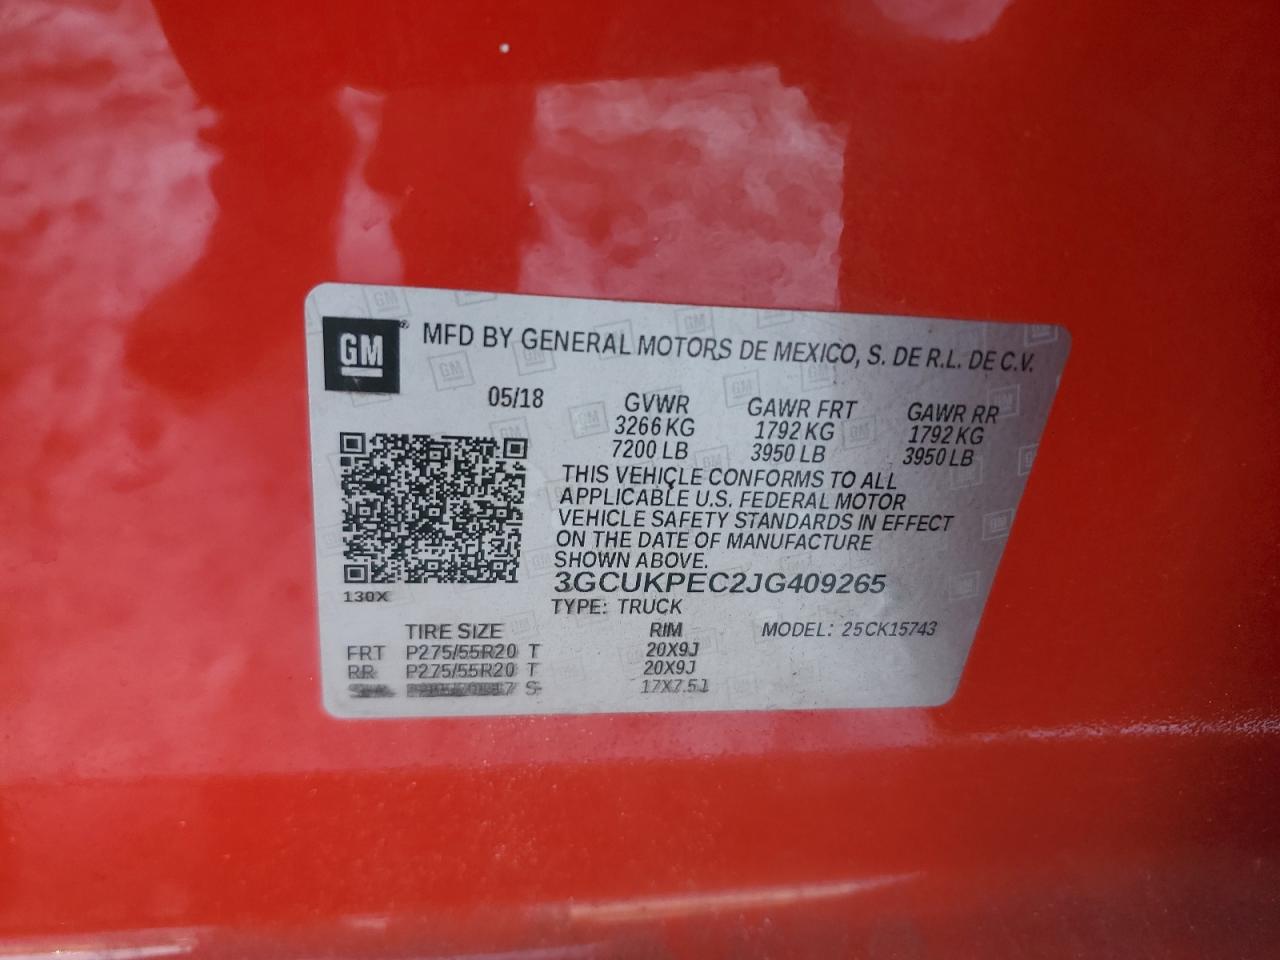 GM
MFD BY GENERAL MOTORS DE MEXICO, S. DE R.L. DE C.V.
05/18 GVWR GAWR FRT GAWR RR
3266 KG 1792 KG 1792 KG
7200 LB 3950 LB 3950 LB
THIS VEHICLE CONFORMS TO ALL
APPLICABLE U.S. FEDERAL MOTOR
VEHICLE SAFETY STANDARDS IN EFFECT
ON THE DATE OF MANUFACTURE
SHOWN ABOVE.
3GCUKPEC2JG409265
130X
TYPE: TRUCK
TIRE SIZE RIM MODEL: 25CK15743
FRT P275/55R20 T 20X9J
RR P275/55R20 T 20X9J
S 17X7.5J